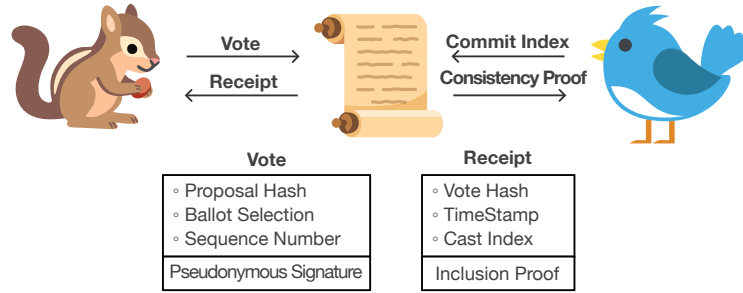 Vote
Commit Index
Receipt
Consistency Proof
Vote
◦ Proposal Hash
◦ Ballot Selection
◦ Sequence Number
Pseudonymous Signature
Receipt
◦ Vote Hash
◦ TimeStamp
◦ Cast Index
Inclusion Proof